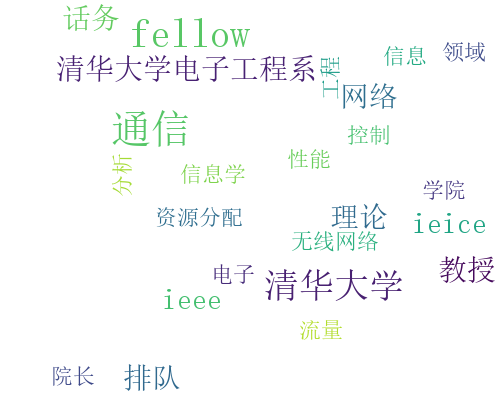 话务
fellow
信息
领域
清华大学电子工程系
工程
网络
通信
控制
性能
分析
信息学
学院
资源分配
理论
ieice
无线网络
电子
清华大学
教授
ieee
流量
院长
排队